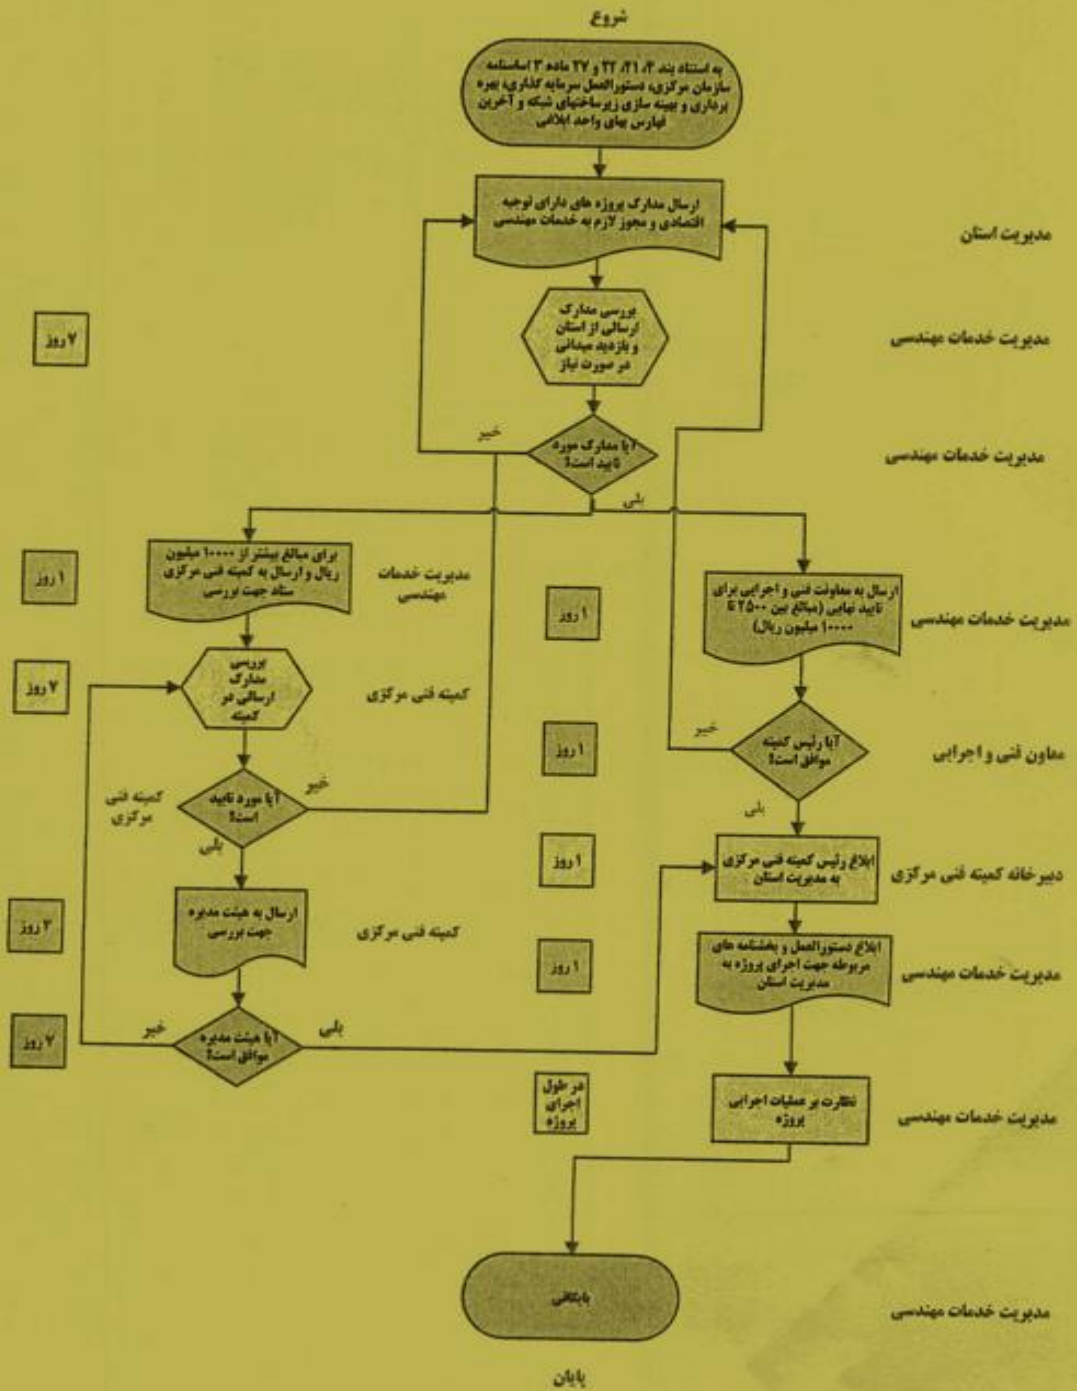 شروع
به استناد بند ۲، ۲۱، ۲۲ و ۲۷ ماده ۳ اساسنامه
سازمان مرکزی، دستورالعمل سرمایه گذاری، بهره
برداری و بهینه سازی زیرساختهای شبکه و آخرین
فهارس بهای واحد ابلاغی
ارسال مدارک پروژه های دارای توجیه
اقتصادی و مجوز لازم به خدمات مهندسی
مدیریت استان
بررسی مدارک
ارسالی از استان
و بازدید میدانی
در صورت نیاز
مدیریت خدمات مهندسی
۷ روز
آیا مدارک مورد
تایید است؟
خیر
بلی
مدیریت خدمات مهندسی
برای مبالغ بیشتر از ۱۰۰۰۰ میلیون
ریال و ارسال به کمیته فنی مرکزی
ستاد جهت بررسی
مدیریت خدمات
مهندسی
۱ روز
ارسال به معاونت فنی و اجرایی برای
تایید نهایی (مبالغ بین ۲۵۰۰ تا
۱۰۰۰۰ میلیون ریال)
مدیریت خدمات مهندسی
۱ روز
بررسی
مدارک
ارسالی در
کمیته
کمیته فنی مرکزی
۷ روز
آیا رئیس کمیته
موافق است؟
خیر
بلی
معاون فنی و اجرایی
۱ روز
آیا مورد تایید
است؟
خیر
بلی
کمیته فنی
مرکزی
ابلاغ رئیس کمیته فنی مرکزی
به مدیریت استان
دبیرخانه کمیته فنی مرکزی
۱ روز
ارسال به هیئت مدیره
جهت بررسی
کمیته فنی مرکزی
۲ روز
ابلاغ دستورالعمل و بخشنامه های
مربوطه جهت اجرای پروژه به
مدیریت استان
مدیریت خدمات مهندسی
۱ روز
آیا هیئت مدیره
موافق است؟
خیر
بلی
۷ روز
نظارت بر عملیات اجرایی
پروژه
مدیریت خدمات مهندسی
در طول
اجرای
پروژه
بایگانی
مدیریت خدمات مهندسی
پایان